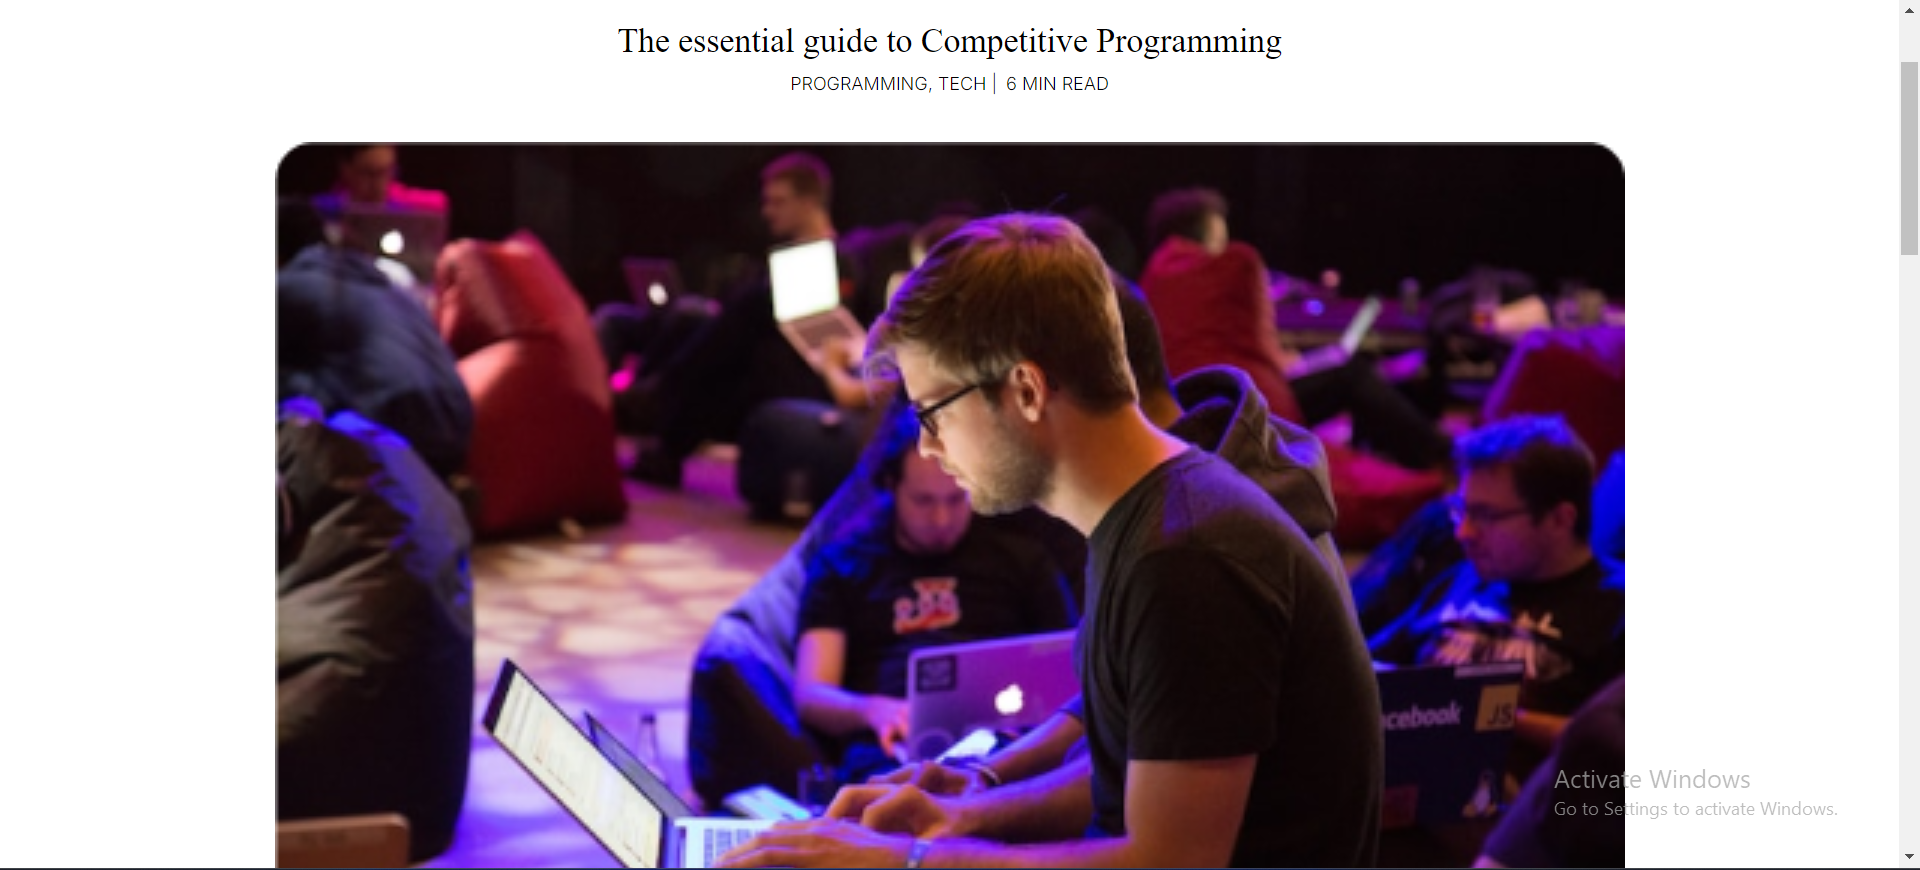 The essential guide to Competitive Programming
PROGRAMMING, TECH | 6 MIN READ
cebook
JS
Activate Windows
Go to Settings to activate Windows.